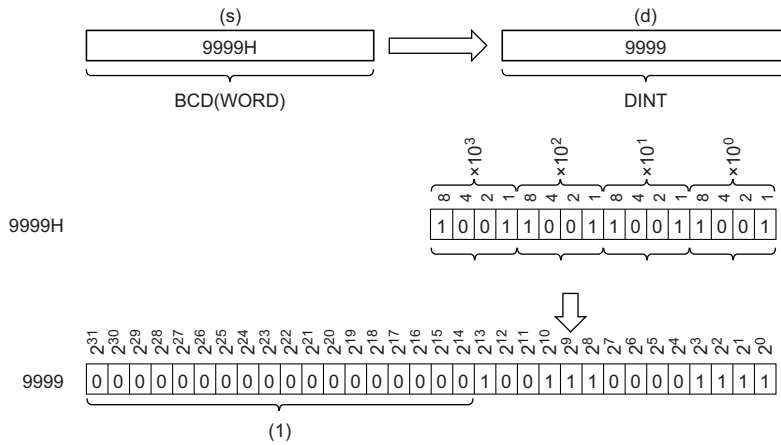 (s) (d)
9999H 9999
BCD(WORD) DINT
×10³ ×10² ×10¹ ×10⁰
8 4 2 1 8 4 2 1 8 4 2 1 8 4 2 1
9999H 1 0 0 1 1 0 0 1 1 0 0 1 1 0 0 1
2³¹ 2³⁰ 2²⁹ 2²⁸ 2²⁷ 2²⁶ 2²⁵ 2²⁴ 2²³ 2²² 2²¹ 2²⁰ 2¹⁹ 2¹⁸ 2¹⁷ 2¹⁶ 2¹⁵ 2¹⁴ 2¹³ 2¹² 2¹¹ 2¹⁰ 2⁹ 2⁸ 2⁷ 2⁶ 2⁵ 2⁴ 2³ 2² 2¹ 2⁰
9999 0 0 0 0 0 0 0 0 0 0 0 0 0 0 0 0 0 0 1 0 0 1 1 1 0 0 0 0 1 1 1 1
(1)